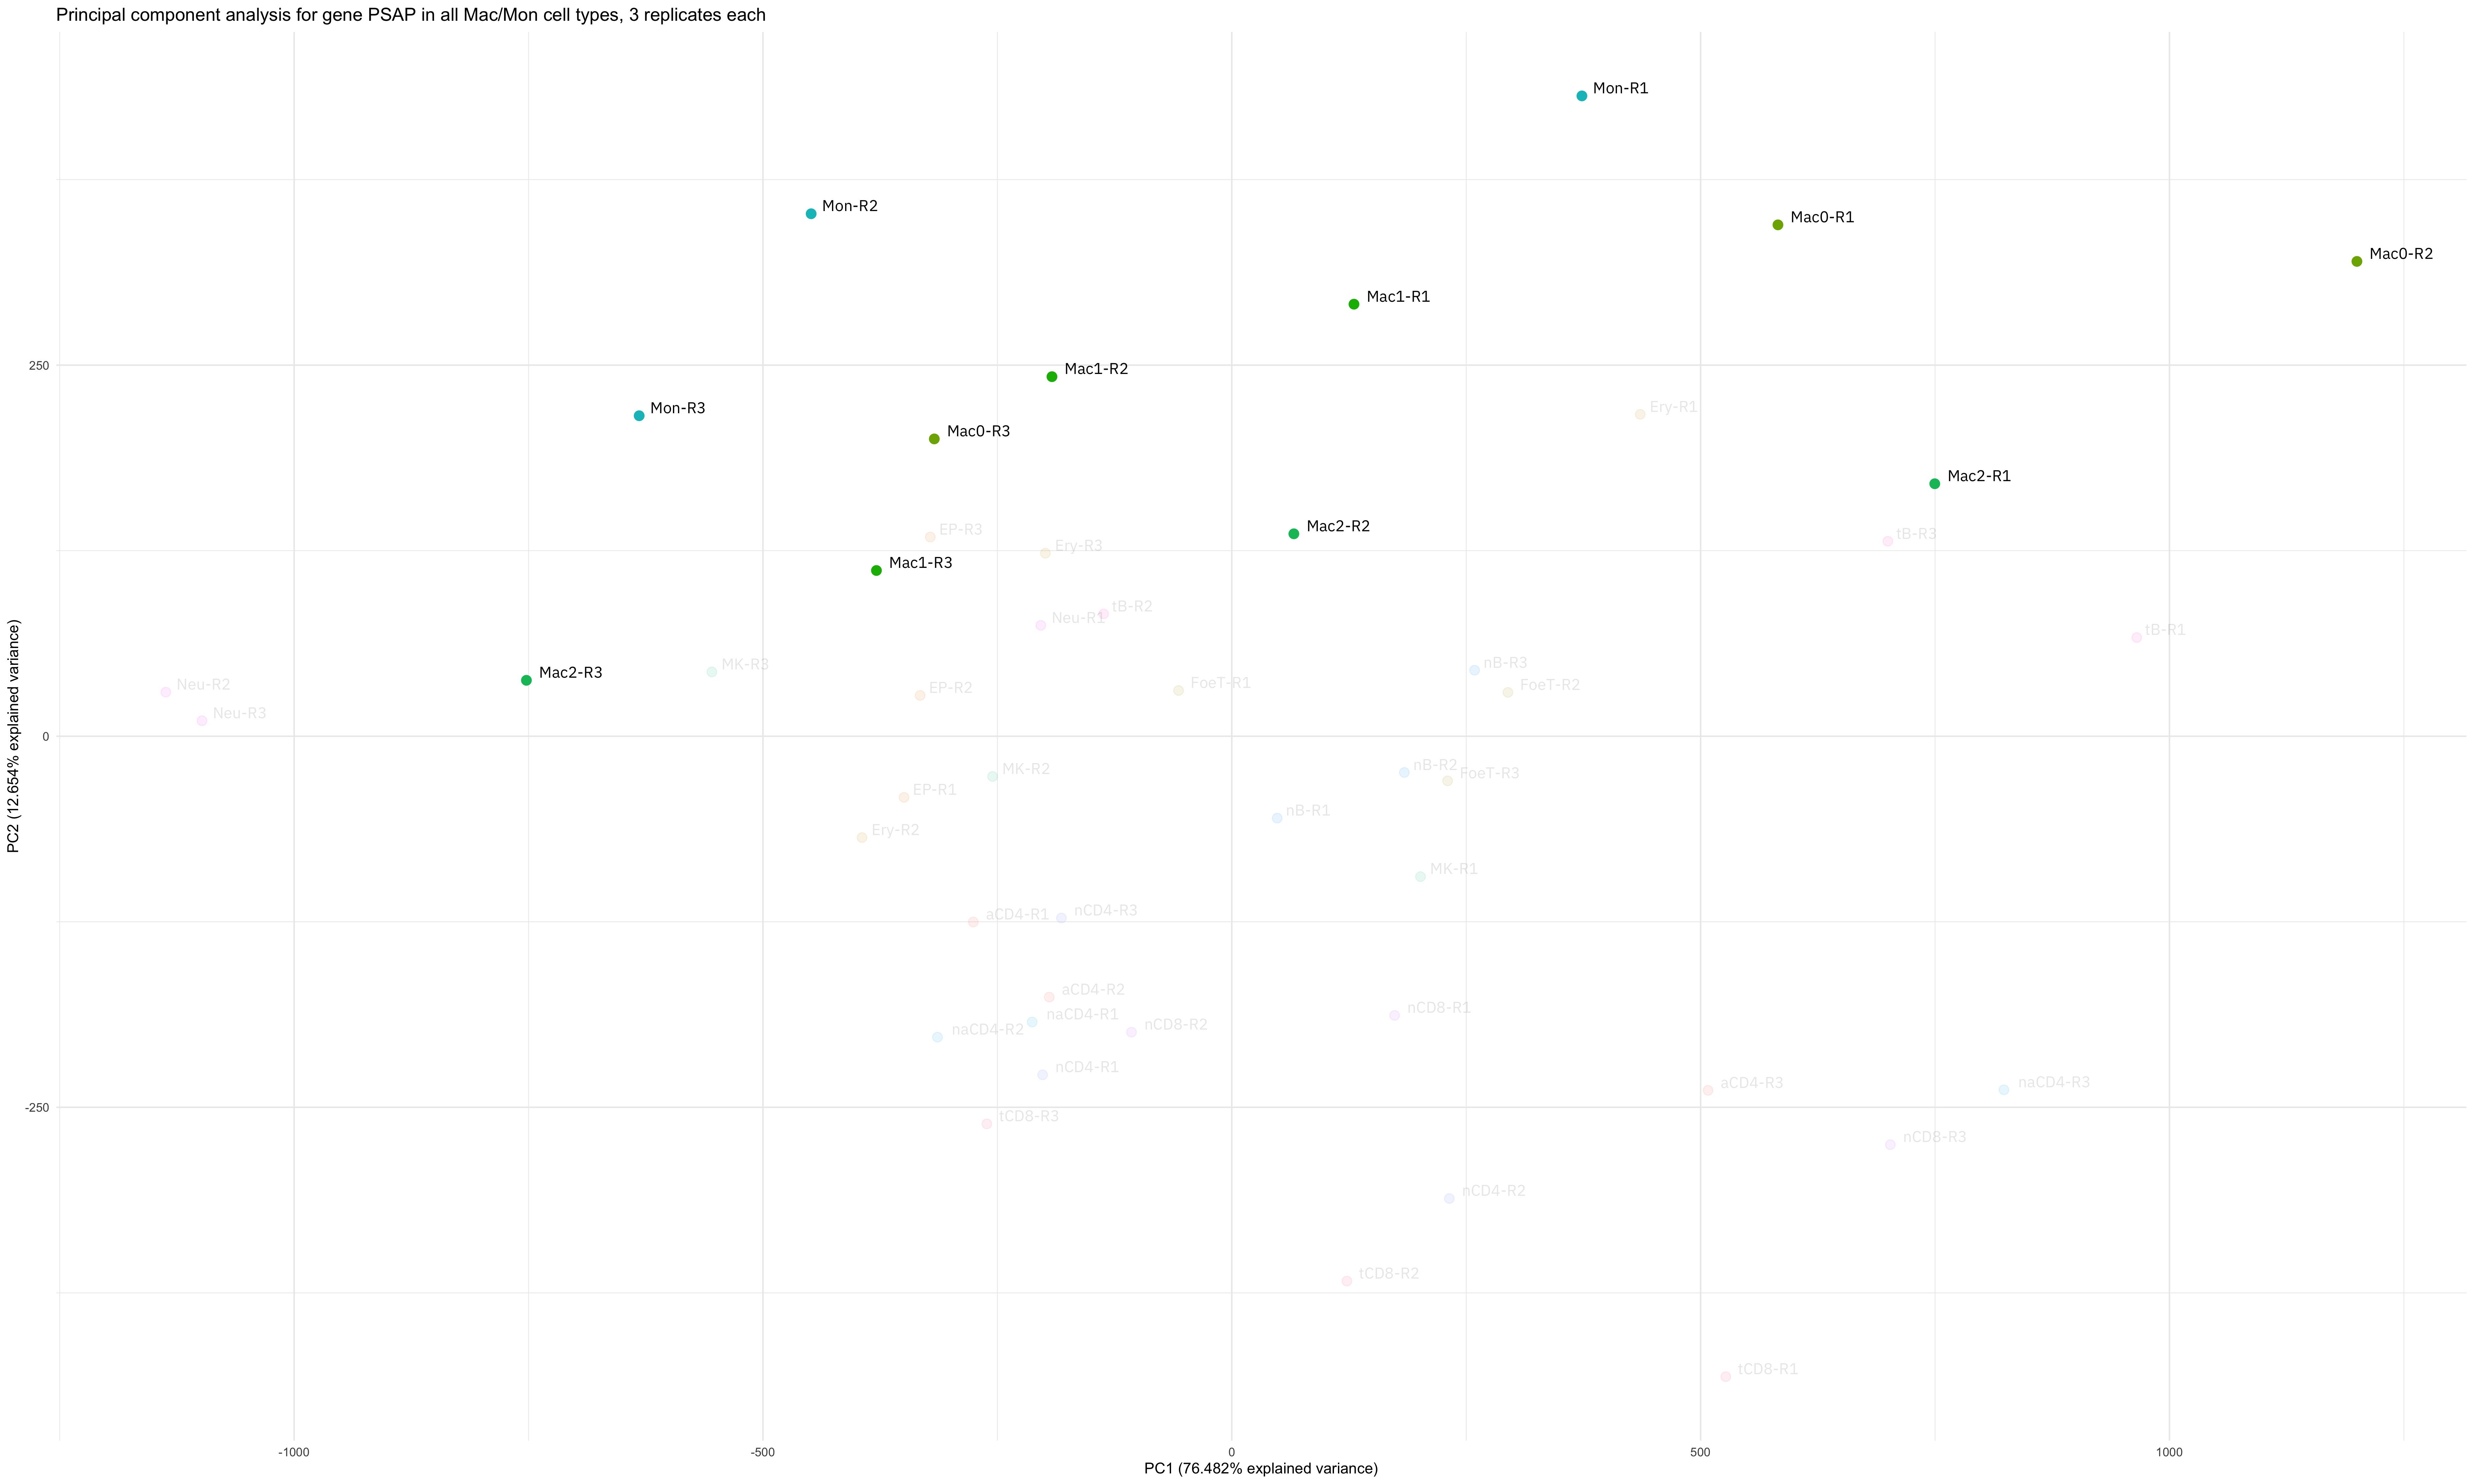 Principal component analysis for gene PSAP in all Mac/Mon cell types, 3 replicates each
Mon-R1
Mon-R2
Mac0-R1
Mac0-R2
Mac1-R1
250
Mac1-R2
Mon-R3
Ery-R1
Mac0-R3
Mac2-R1
Mac2-R2
EP-R3
tB-R3
Ery-R3
Mac1-R3
tB-R2
Neu-R1
tB-R1
MK-R3
nB-R3
Mac2-R3
Neu-R2
EP-R2
FoeT-R1
FoeT-R2
Neu-R3
0
PC2 (12.654% explained variance)
MK-R2
nB-R2
FoeT-R3
EP-R1
nB-R1
Ery-R2
MK-R1
aCD4-R1
nCD4-R3
aCD4-R2
nCD8-R1
naCD4-R1
nCD8-R2
naCD4-R2
nCD4-R1
aCD4-R3
naCD4-R3
-250
tCD8-R3
nCD8-R3
nCD4-R2
tCD8-R2
tCD8-R1
-1000
-500
0
500
1000
PC1 (76.482% explained variance)